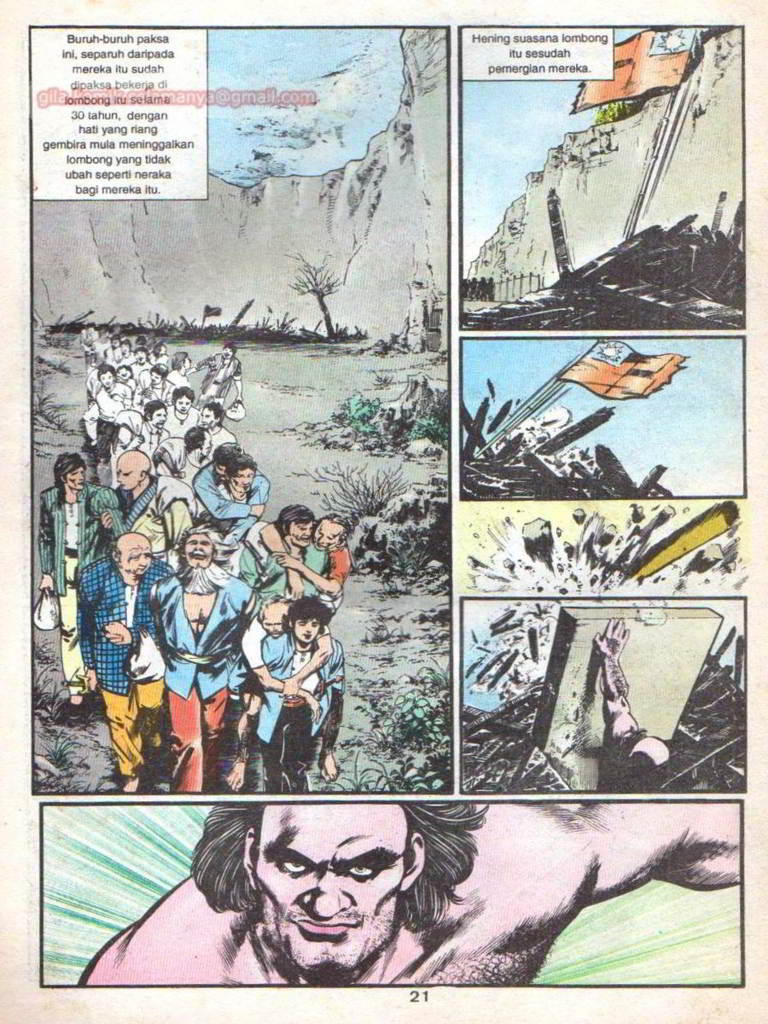 Buruh-buruh paksa
ini, separuh daripada
mereka itu sudah
dipaksa bekerja di
lombong itu selama
30 tahun, dengan
hati yang riang
gembira mula meninggalkan
lombong yang tidak
ubah seperti neraka
bagi mereka itu.
Hening suasana lombong
itu sesudah
pemergian mereka.
21